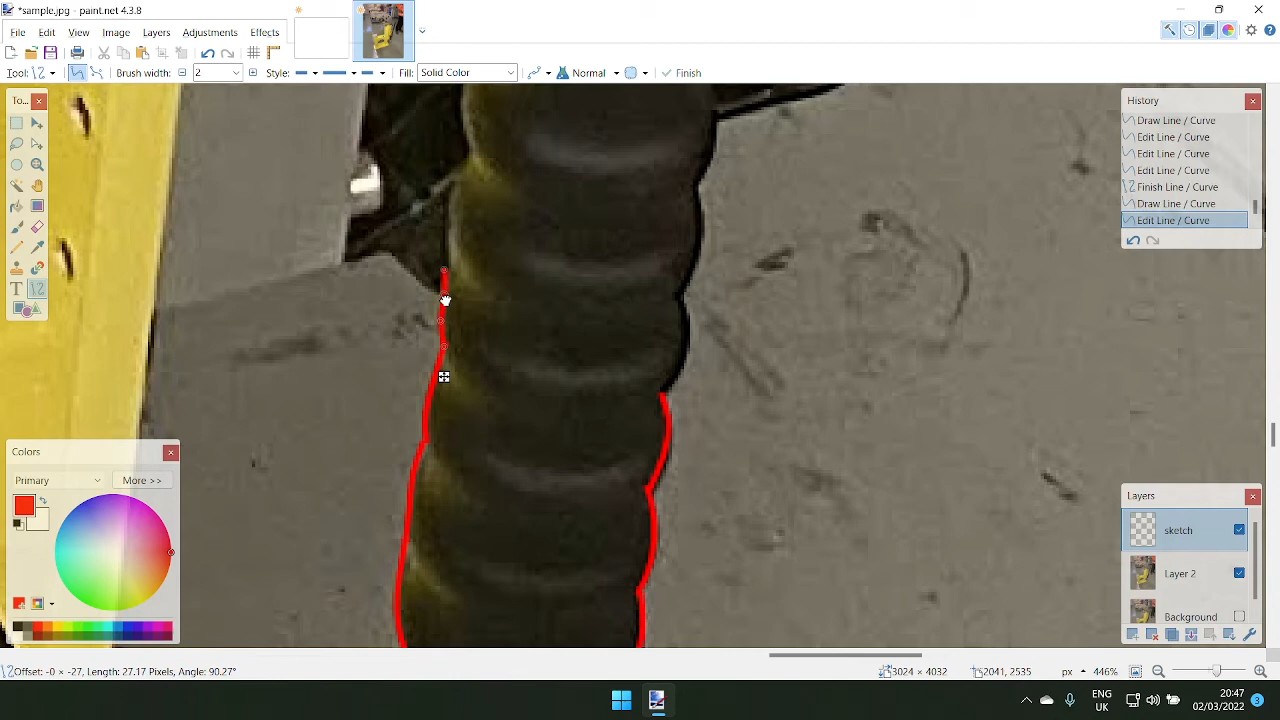 *sample.jpg - paint.net 4.3.8
File Edit View Image Layers Adjustments Effects
Tool: Brush width: 2 Style: Fill: Solid Color Normal Finish
To...
History
Draw Line / Curve
Edit Line / Curve
Edit Line / Curve
Edit Line / Curve
Finish Line / Curve
Draw Line / Curve
Edit Line / Curve
Colors
Primary More >>
Layers
sketch
Layer 2
Background
Offset: -0 × -27, Length: 27.17 Pixels, Angle: 90.27° 3024 × 4032 2041, 2535 px 446%
ENG
UK
20:47
02/03/2022
3